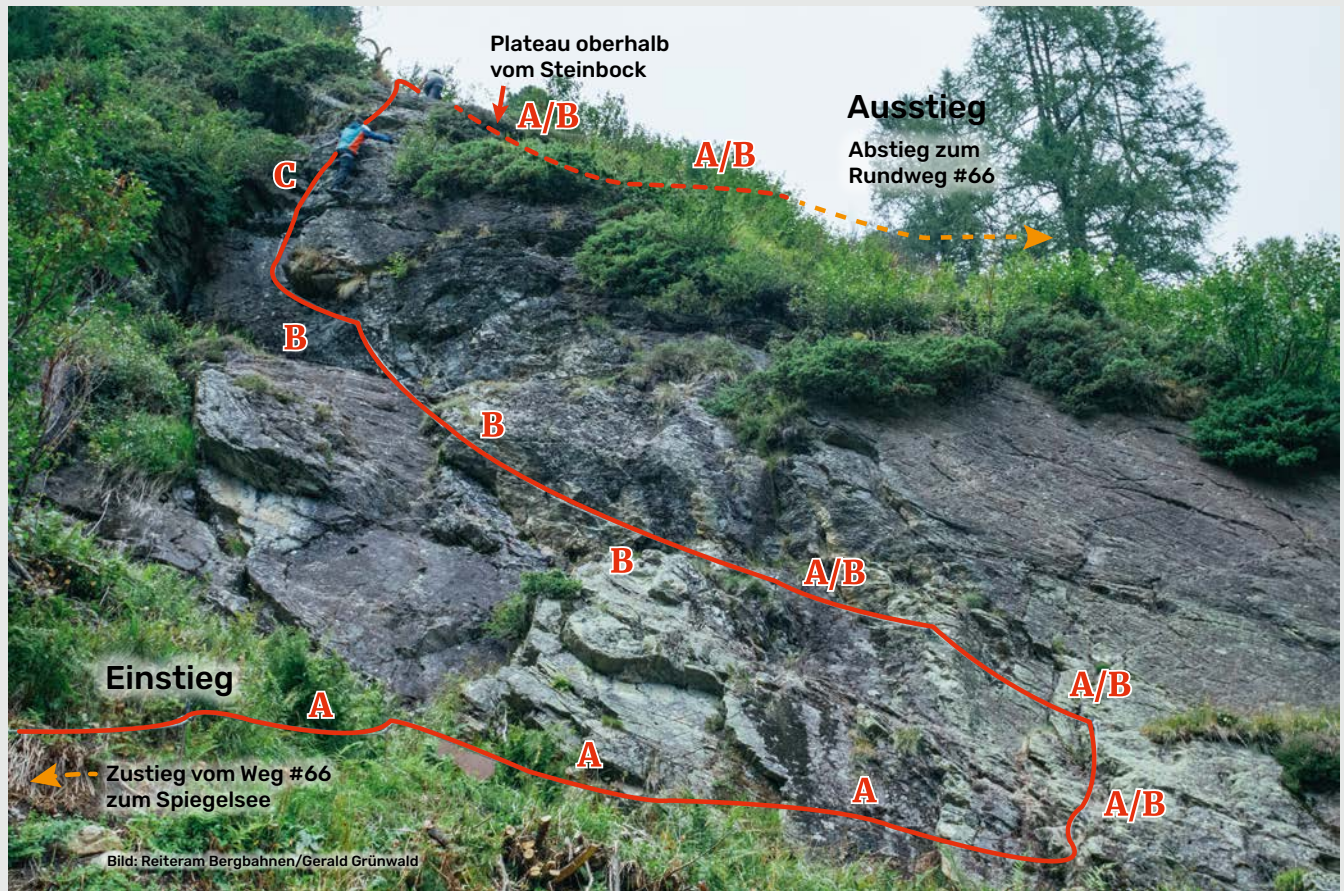 Plateau oberhalb
vom Steinbock
A/B
A/B
Ausstieg
Abstieg zum
Rundweg #66
C
B
B
B
A/B
A/B
A/B
Einstieg
A
A
A
Zustieg vom Weg #66
zum Spiegelsee
Bild: Reiteram Bergbahnen/Gerald Grünwald